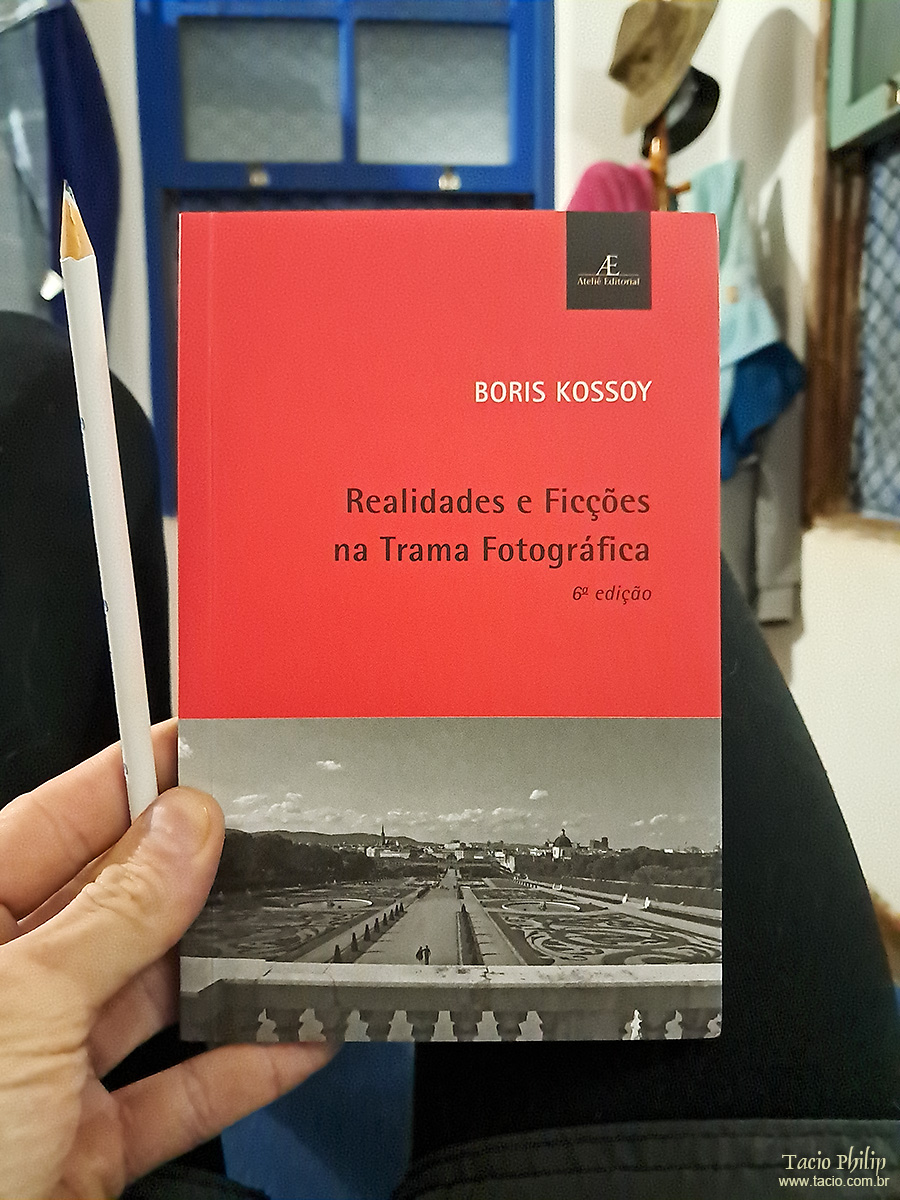 Æ
Ateliê Editorial
BORIS KOSSOY
Realidades e Ficções
na Trama Fotográfica
6ª edição
Tacio Philip
www.tacio.com.br